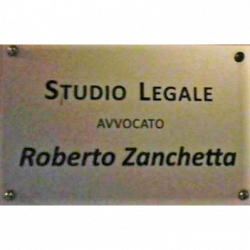 STUDIO LEGALE
AVVOCATO
Roberto Zanchetta